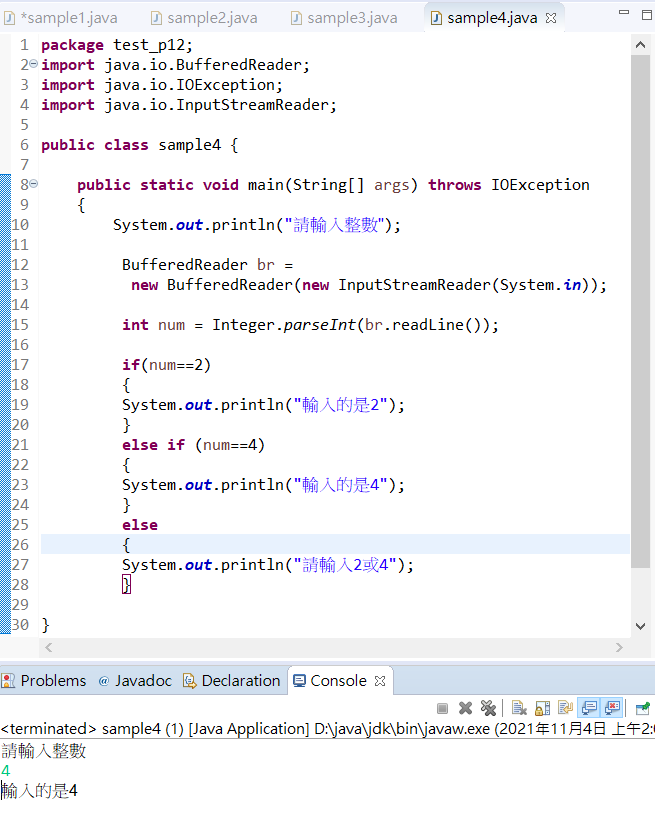 *sample1.java sample2.java sample3.java sample4.java
1 package test_p12;
2 import java.io.BufferedReader;
3 import java.io.IOException;
4 import java.io.InputStreamReader;
5
6 public class sample4 {
7
8 public static void main(String[] args) throws IOException
9 {
10 System.out.println("請輸入整數");
11
12 BufferedReader br =
13 new BufferedReader(new InputStreamReader(System.in));
14
15 int num = Integer.parseInt(br.readLine());
16
17 if(num==2)
18 {
19 System.out.println("輸入的是2");
20 }
21 else if (num==4)
22 {
23 System.out.println("輸入的是4");
24 }
25 else
26 {
27 System.out.println("請輸入2或4");
28 }
29
30 }
Problems @ Javadoc Declaration Console
<terminated> sample4 (1) [Java Application] D:\java\jdk\bin\javaw.exe (2021年11月4日 上午2:
請輸入整數
4
輸入的是4